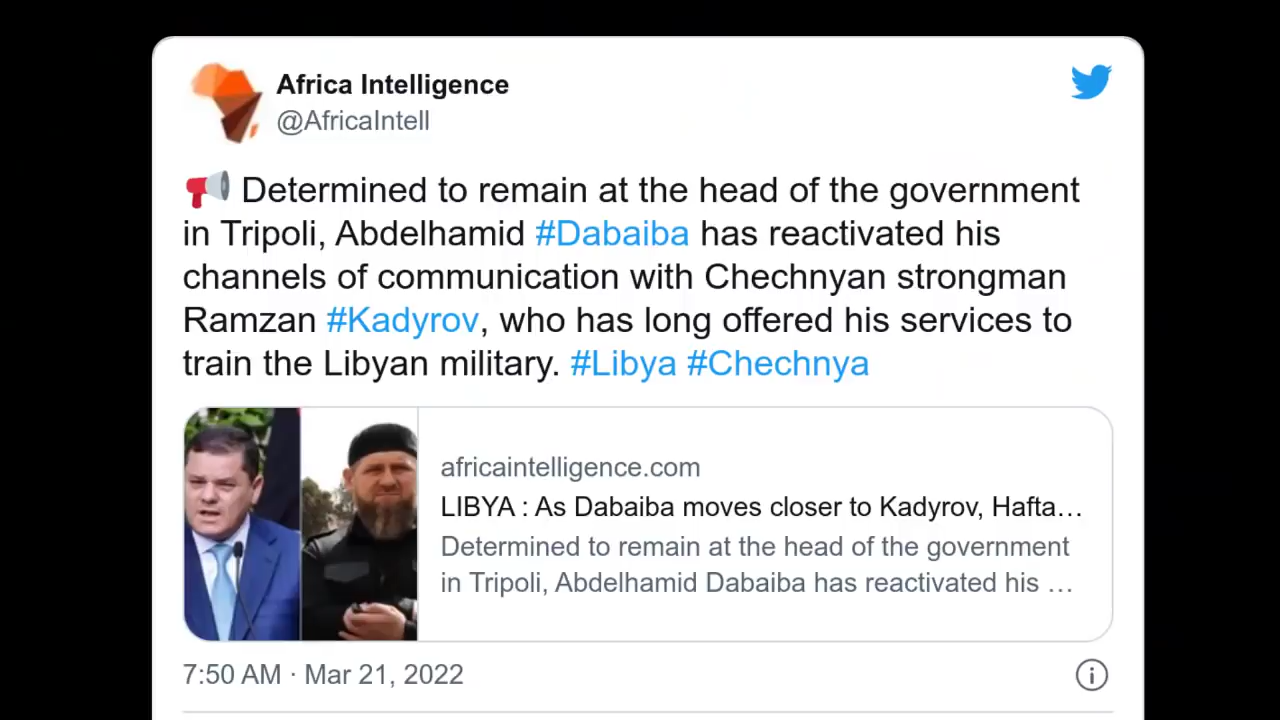 Africa Intelligence
@AfricaIntell
Determined to remain at the head of the government
in Tripoli, Abdelhamid #Dabaiba has reactivated his
channels of communication with Chechnyan strongman
Ramzan #Kadyrov, who has long offered his services to
train the Libyan military. #Libya #Chechnya
africaintelligence.com
LIBYA : As Dabaiba moves closer to Kadyrov, Hafta…
Determined to remain at the head of the government
in Tripoli, Abdelhamid Dabaiba has reactivated his …
7:50 AM · Mar 21, 2022